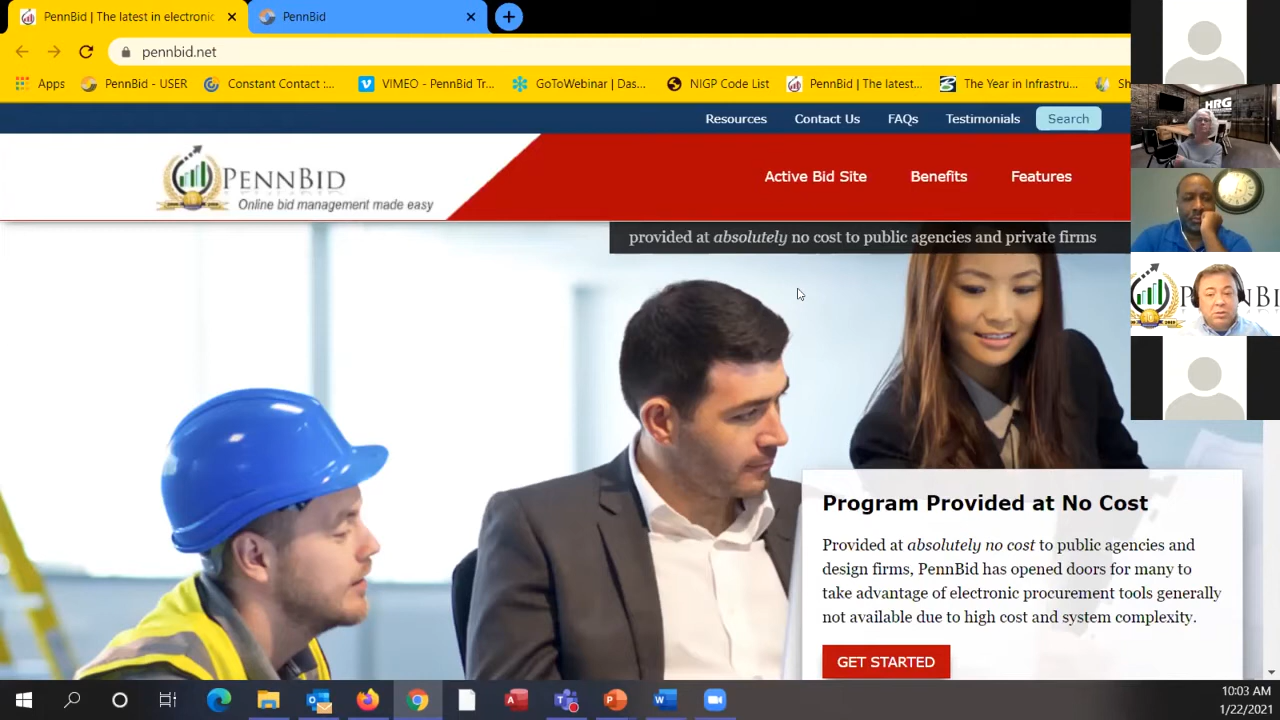 PennBid | The latest in electronic
PennBid
pennbid.net
Apps
PennBid - USER
Constant Contact :...
VIMEO - PennBid Tr...
GoToWebinar | Das...
NIGP Code List
PennBid | The latest...
The Year in Infrastru...
Sh
Resources
Contact Us
FAQs
Testimonials
Search
PENNBID
Online bid management made easy
Active Bid Site
Benefits
Features
provided at absolutely no cost to public agencies and private firms
HRG
Program Provided at No Cost
Provided at absolutely no cost to public agencies and
design firms, PennBid has opened doors for many to
take advantage of electronic procurement tools generally
not available due to high cost and system complexity.
GET STARTED
10:03 AM
1/22/2021